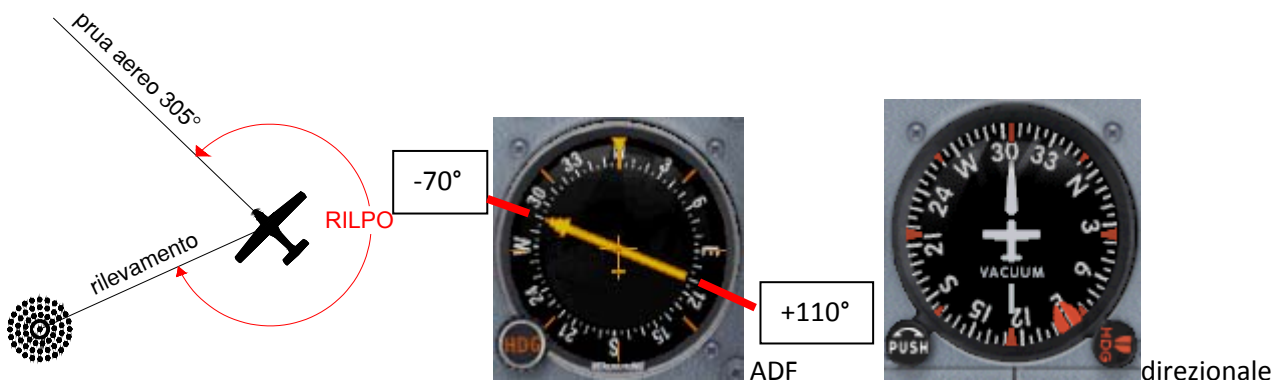 prua aereo 305°
rilevamento
RILPO
-70°
N
3
6
E
12
15
S
21
24
W
30
33
HDG
ADF
+110°
30
33
N
3
6
12
15
S
21
24
W
VACUUM
PUSH
HDG
direzionale